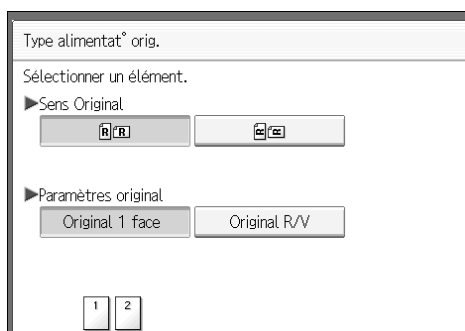 Type alimentat° orig.
Sélectionner un élément.
▶Sens Original
R R R R
▶Paramètres original
Original 1 face Original R/V
1 2